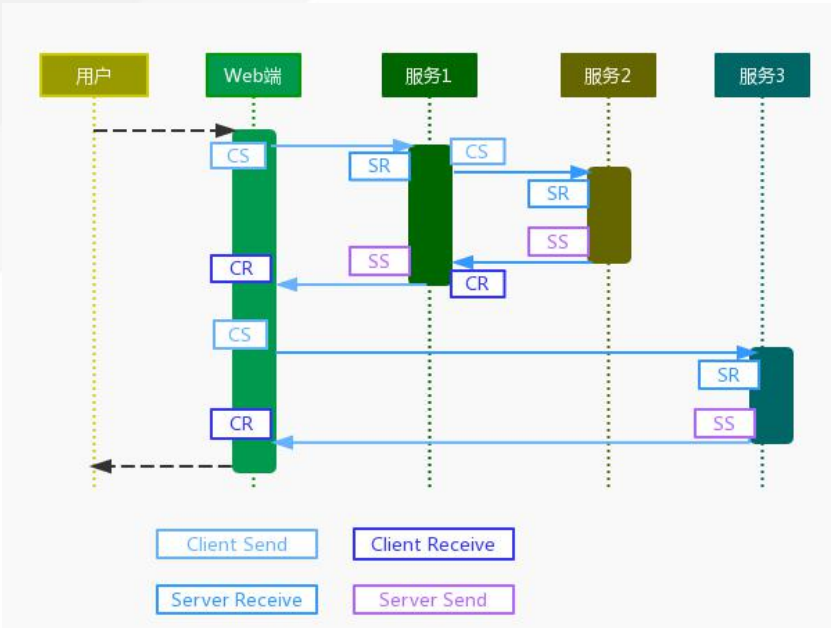 用户
Web端
服务1
服务2
服务3
CS
SR
CS
SR
SS
SS
CR
CR
CS
SR
CR
SS
Client Send
Client Receive
Server Receive
Server Send